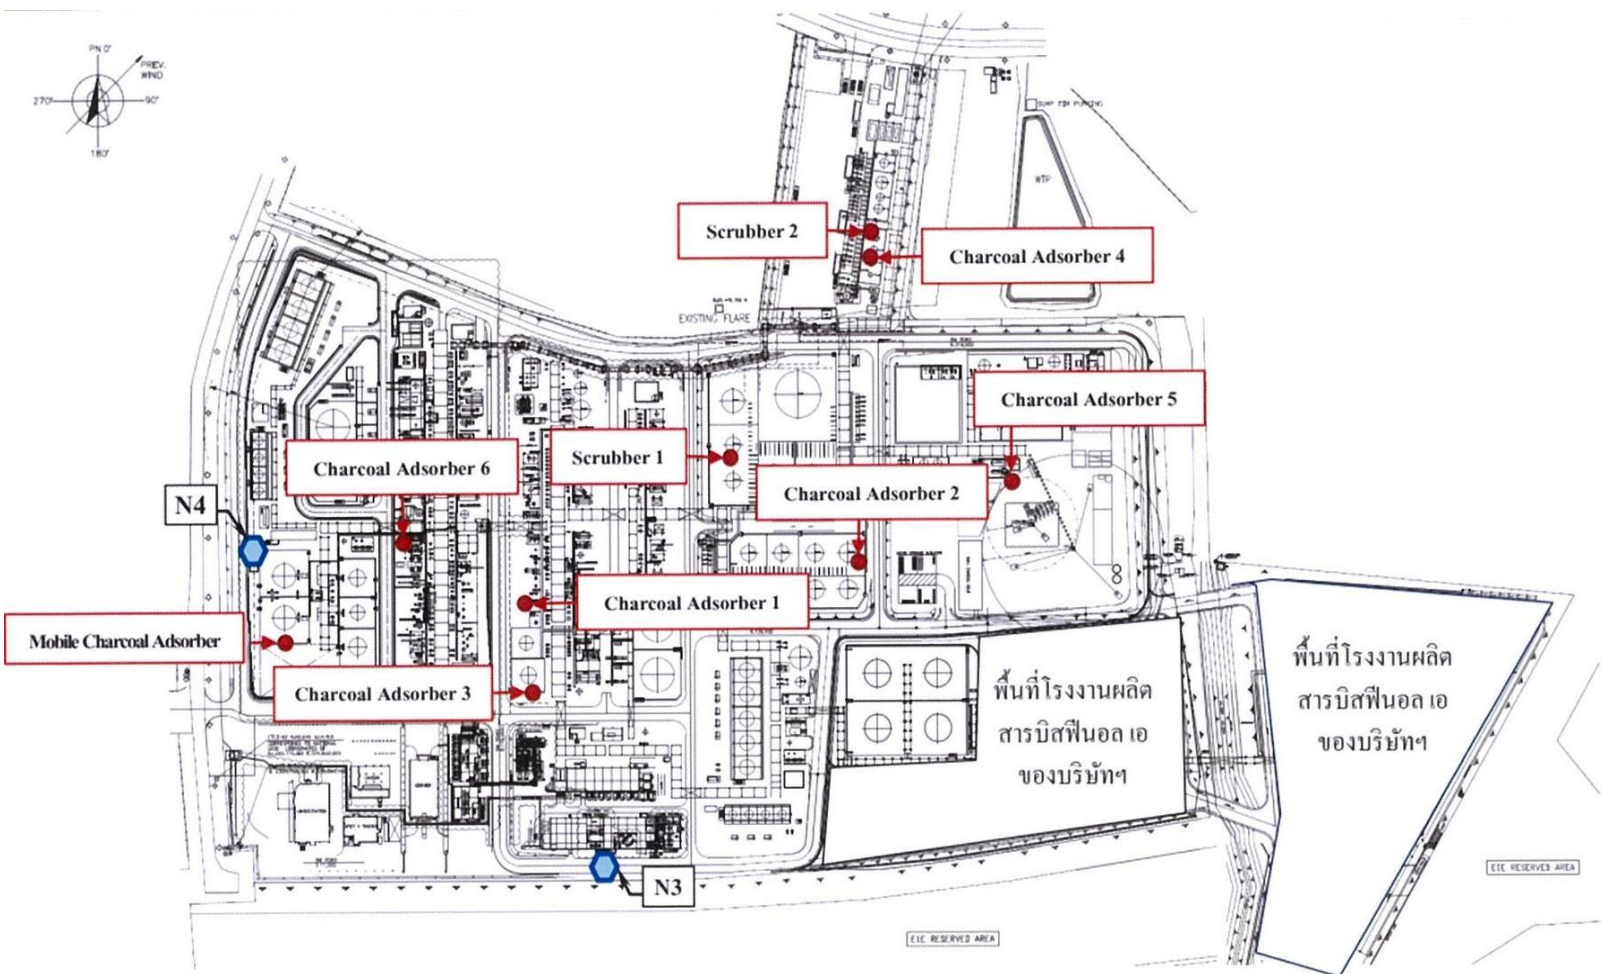 PN 0°
PREV.
WIND
270°
90°
180°
SUMP FOR PURGING
WTP
Scrubber 2
Charcoal Adsorber 4
EXISTING FLARE
Charcoal Adsorber 5
Scrubber 1
Charcoal Adsorber 6
Charcoal Adsorber 2
N4
Charcoal Adsorber 1
Mobile Charcoal Adsorber
Charcoal Adsorber 3
พื้นที่โรงงานผลิต
สารบิสฟีนอล เอ
ของบริษัทฯ
พื้นที่โรงงานผลิต
สารบิสฟีนอล เอ
ของบริษัทฯ
N3
EIE RESERVED AREA
EIE RESERVED AREA